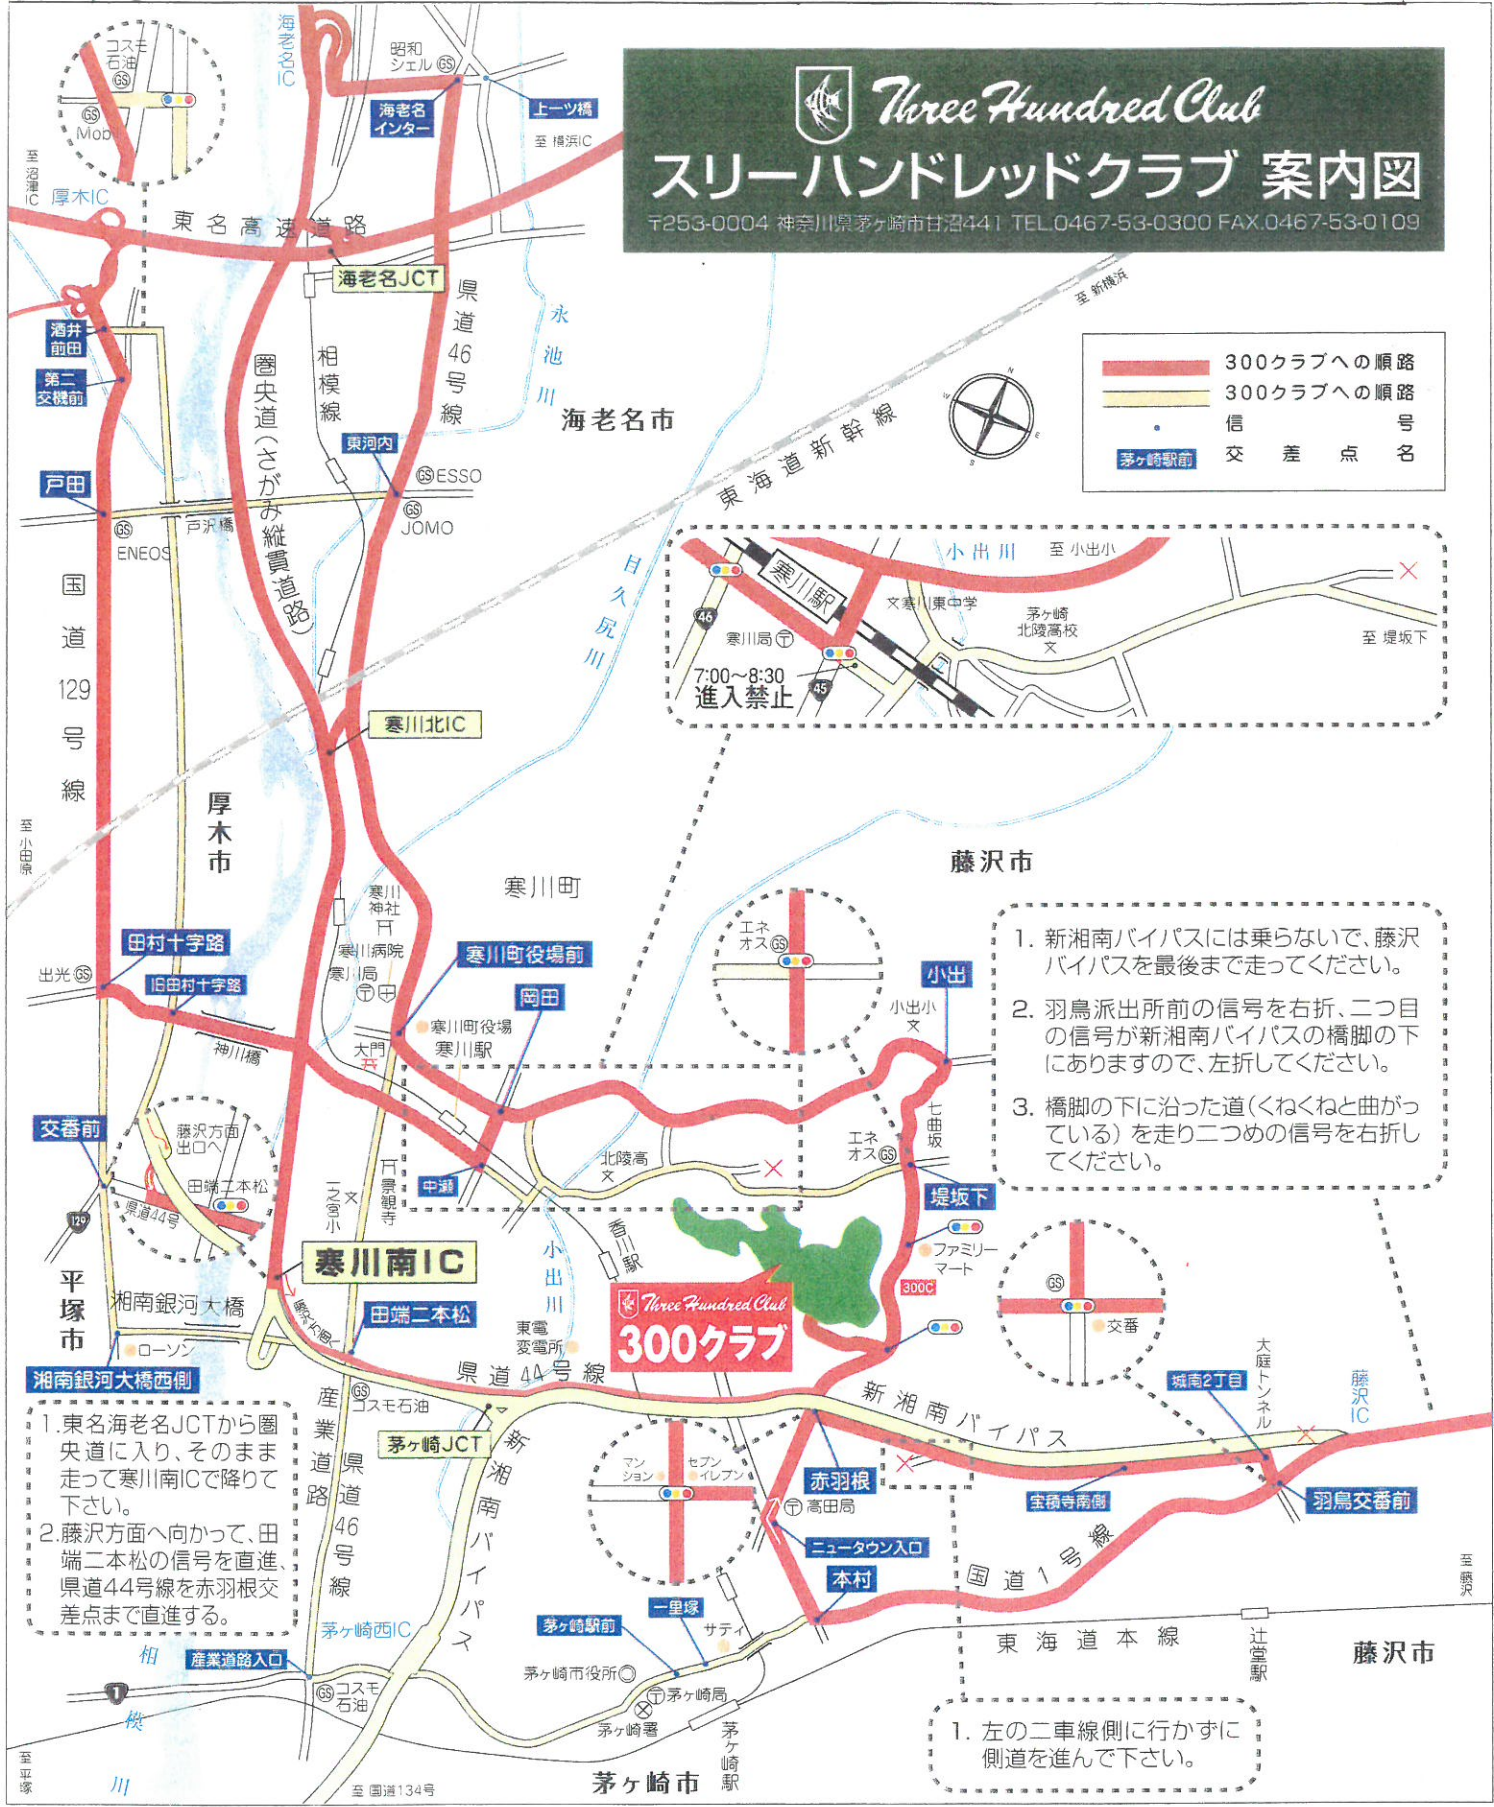 Three Hundred Club
スリーハンドレッドクラブ 案内図
〒253-0004 神奈川県茅ヶ崎市甘沼441 TEL.0467-53-0300 FAX.0467-53-0109
コスモ
石油
GS
GS
Mobil
海老名IC
昭和
シェル GS
海老名
インター
上一ツ橋
至 横浜IC
至 沼津IC
厚木IC
東名高速道路
海老名JCT
県道46号線
永池川
至 新横浜
酒井
前田
第二
交機前
圏央道(さがみ縦貫道路)
相模線
海老名市
東海道新幹線
N
E
S
W
300クラブへの順路
300クラブへの順路
信号
茅ヶ崎駅前 交差点名
東河内
GS ESSO
GS
JOMO
戸田
GS
ENEOS
戸沢橋
目久尻川
国道129号線
寒川駅
小出川
至 小出小
46
寒川局
文寒川東中学
茅ヶ崎
北陵高校
文
至 堤坂下
7:00〜8:30
進入禁止
45
寒川北IC
至 小田原
厚木市
藤沢市
寒川町
寒川
神社
寒川病院
寒川局
田村十字路
出光 GS
旧田村十字路
神川橋
寒川町役場前
岡田
寒川町役場
寒川駅
大門
エネ
オス GS
小出
小出小
文
七曲坂
1. 新湘南バイパスには乗らないで、藤沢
バイパスを最後まで走ってください。
2. 羽鳥派出所前の信号を右折、二つ目
の信号が新湘南バイパスの橋脚の下
にありますので、左折してください。
3. 橋脚の下に沿った道(くねくねと曲がっ
ている)を走り二つめの信号を右折し
てください。
交番前
藤沢方面
出口へ
田端二本松
県道44号
129
一之宮小
文
景観寺
中瀬
北陵高
文
エネ
オス GS
堤坂下
ファミリー
マート
300C
香川駅
小出川
寒川南IC
藤沢方面へ
平塚市
湘南銀河大橋
ローソン
湘南銀河大橋西側
田端二本松
東電
変電所
Three Hundred Club
300クラブ
GS
交番
県道44号線
GS
コスモ石油
産業道路
県道46号線
茅ヶ崎JCT
新湘南バイパス
新湘南バイパス
大庭トンネル
城南2丁目
藤沢IC
1.東名海老名JCTから圏
央道に入り、そのまま
走って寒川南ICで降りて
下さい。
2.藤沢方面へ向かって、田
端二本松の信号を直進、
県道44号線を赤羽根交
差点まで直進する。
マン
ション
セブン
イレブン
赤羽根
高田局
宝積寺南側
羽鳥交番前
ニュータウン入口
国道1号線
本村
至 藤沢
一里塚
茅ヶ崎駅前
サティ
茅ヶ崎西IC
産業道路入口
1
GS コスモ
石油
茅ヶ崎市役所
茅ヶ崎局
茅ヶ崎署
茅ヶ崎駅
東海道本線
辻堂駅
藤沢市
1. 左の二車線側に行かずに
側道を進んで下さい。
相模川
至 平塚
至 国道134号
茅ヶ崎市